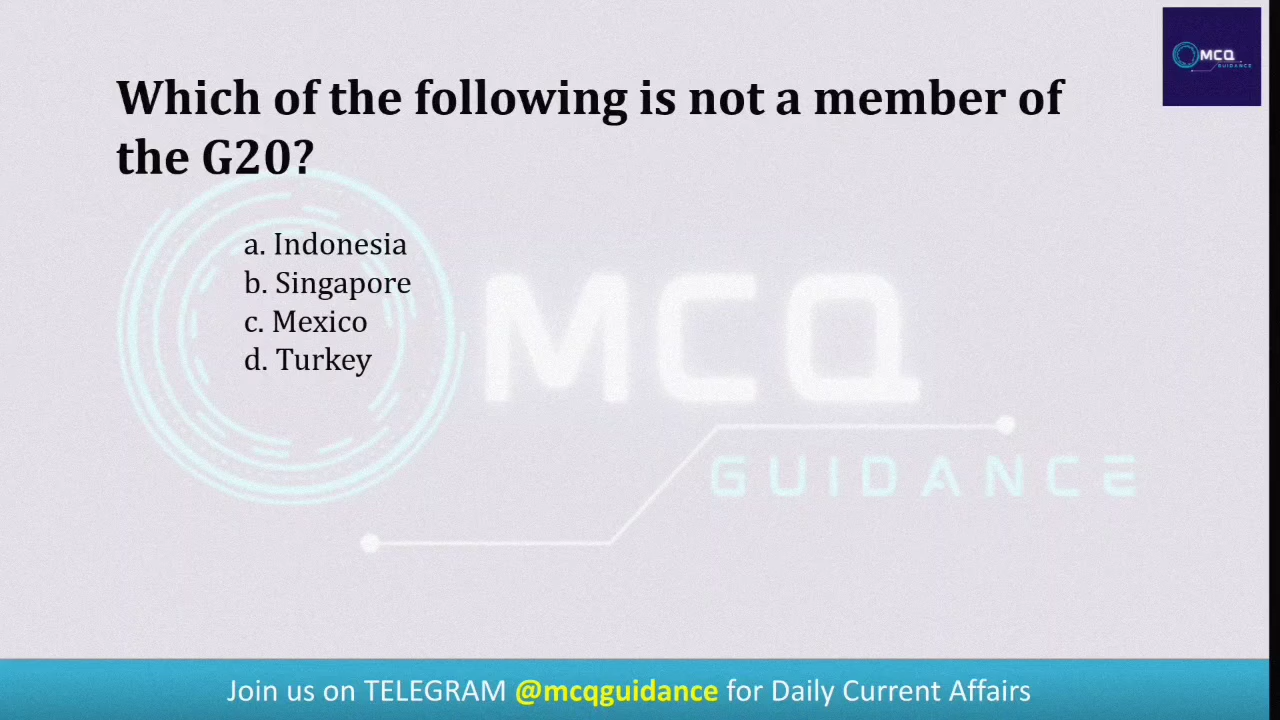 MCQ
GUIDANCE
Which of the following is not a member of
the G20?
a. Indonesia
b. Singapore
c. Mexico
d. Turkey
MCQ
GUIDANCE
Join us on TELEGRAM @mcqguidance for Daily Current Affairs